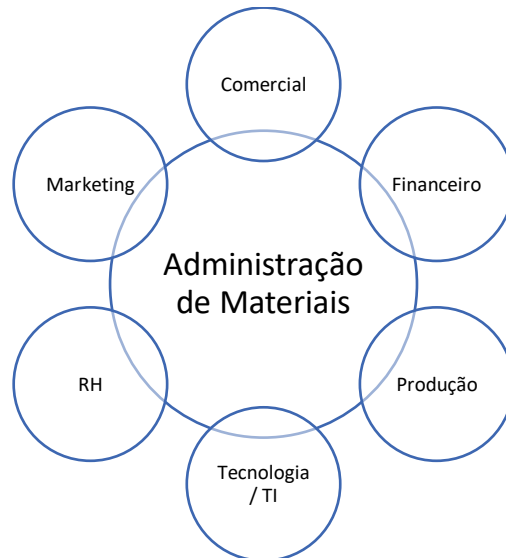 Comercial
Marketing
Financeiro
Administração
de Materiais
RH
Produção
Tecnologia
/ TI